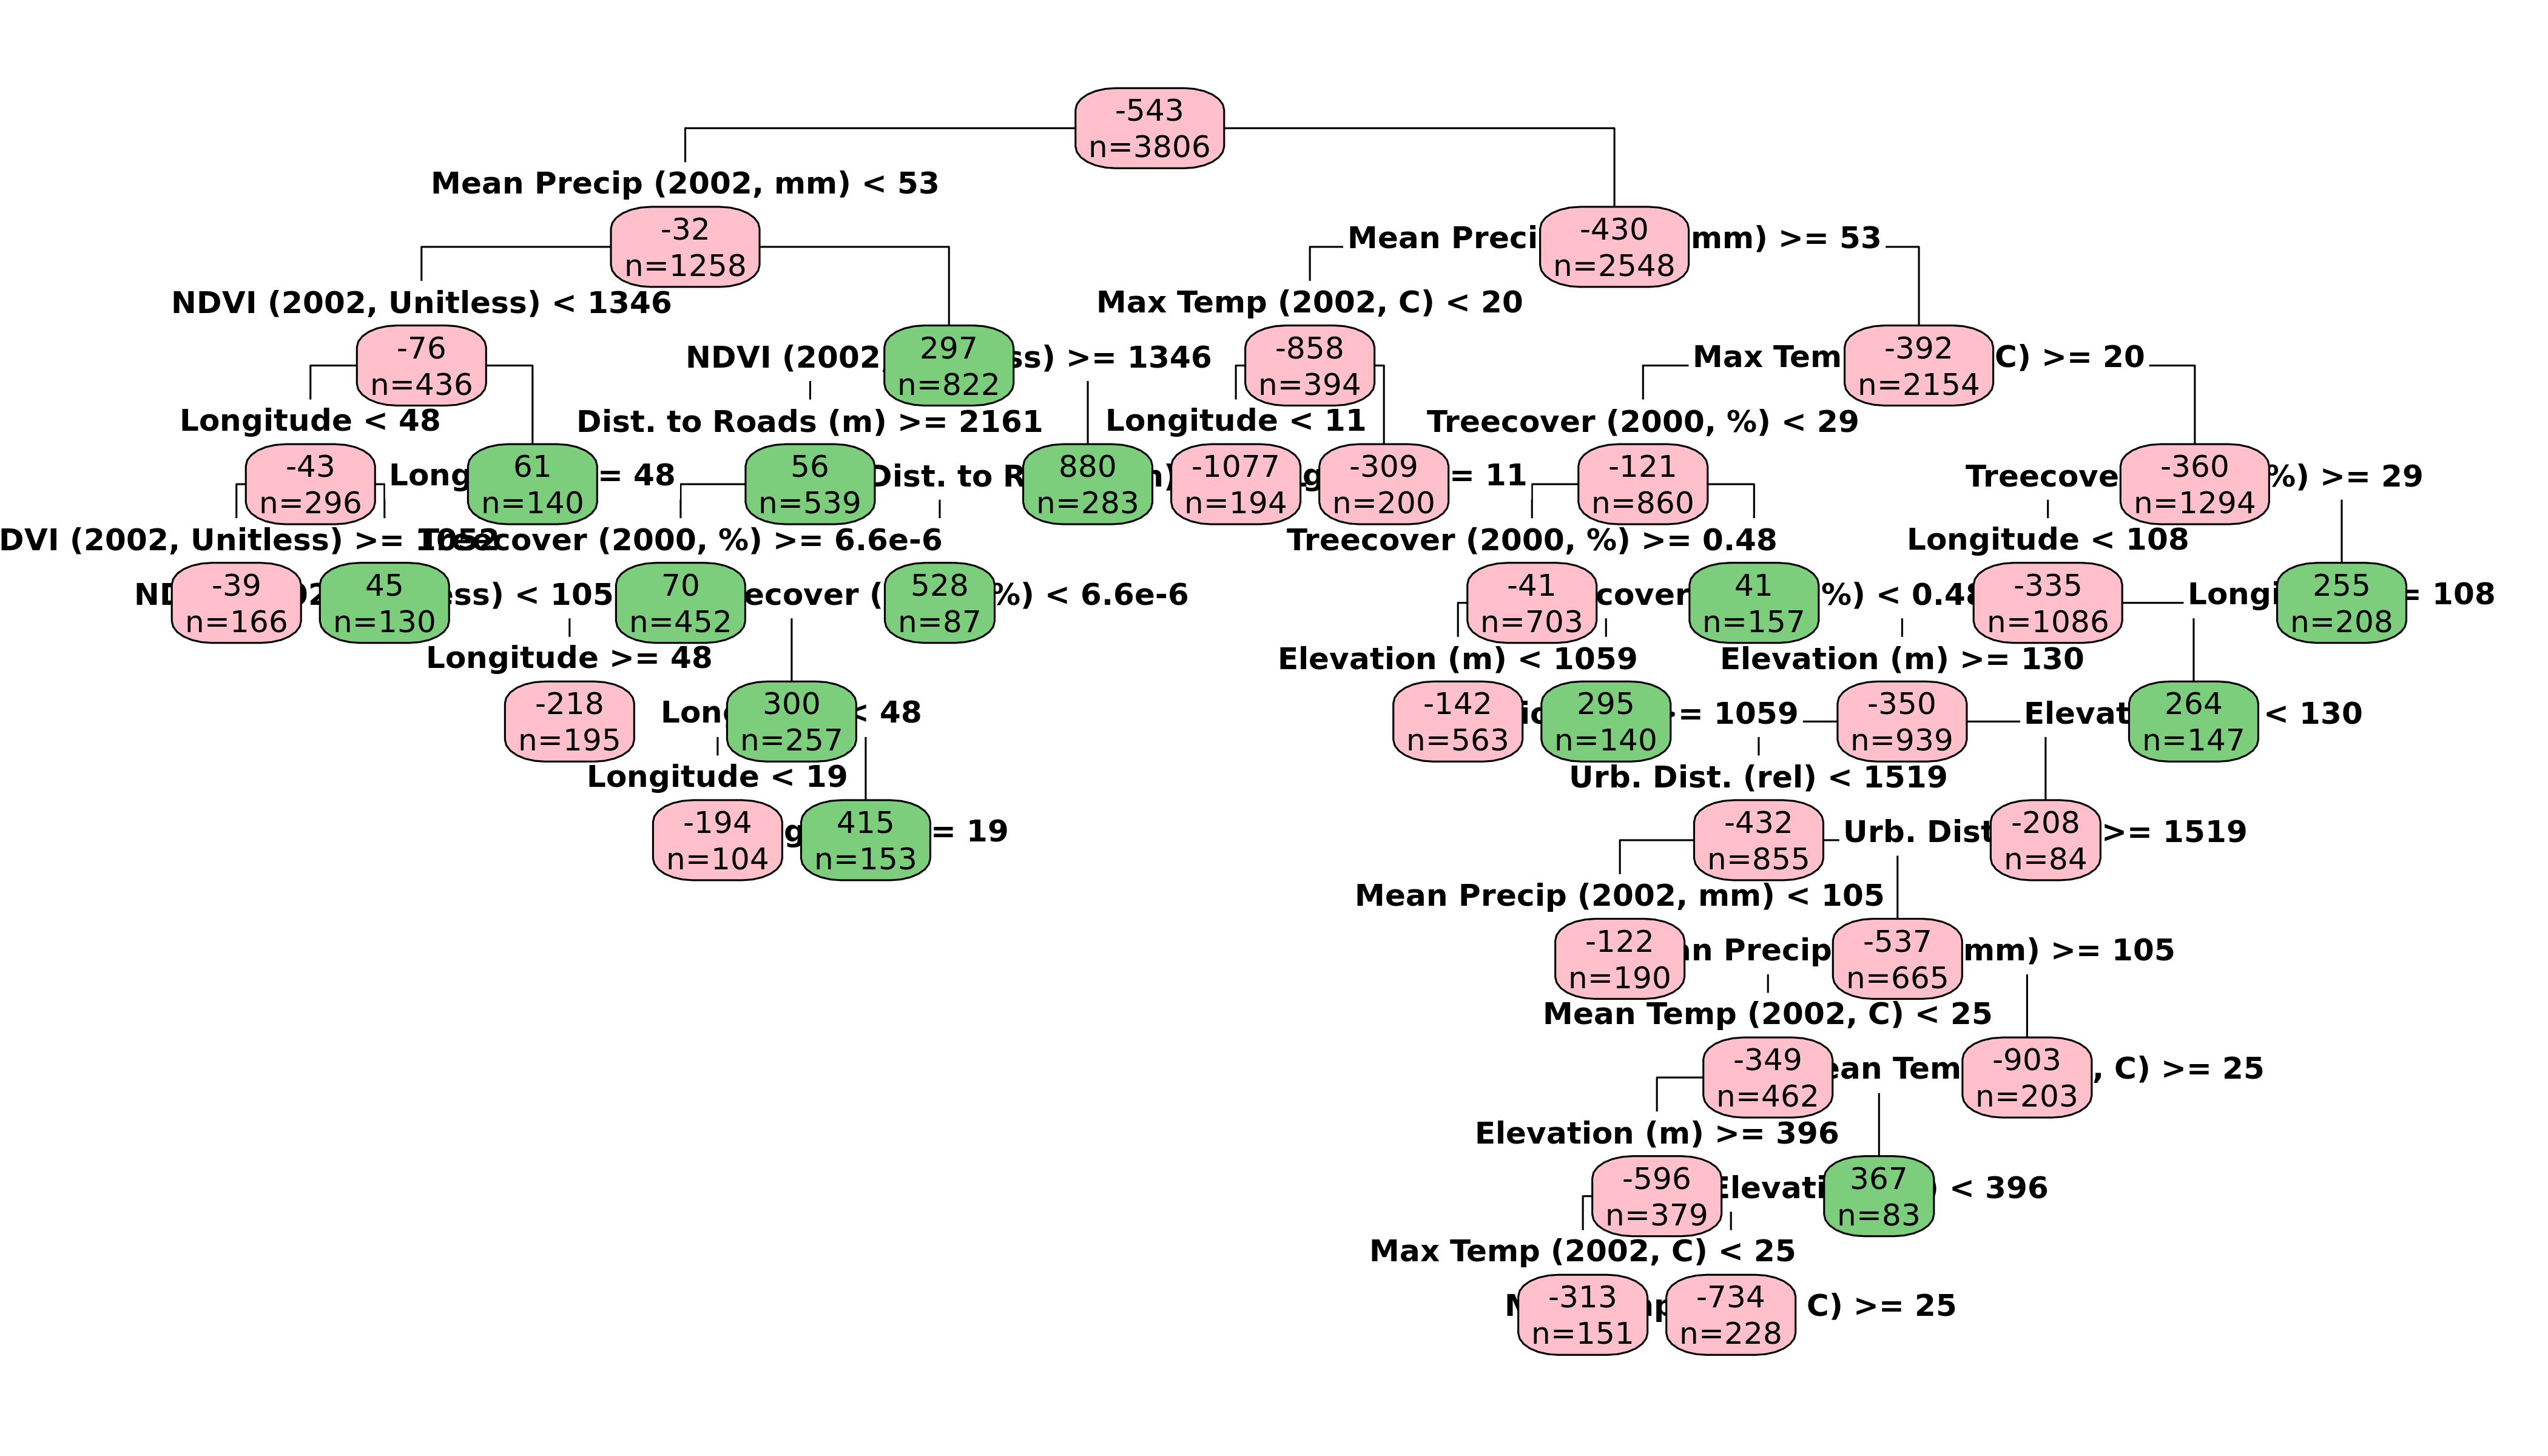 -543
n=3806
Mean Precip (2002, mm) < 53
-32
n=1258
Mean Preci mm) >= 53
-430
n=2548
NDVI (2002, Unitless) < 1346
Max Temp (2002, C) < 20
-76
n=436
NDVI (2002 ss) >= 1346
297
n=822
-858
n=394
Max Tem C) >= 20
-392
n=2154
Longitude < 48
Dist. to Roads (m) >= 2161
Longitude < 11
Treecover (2000, %) < 29
-43
n=296
Long = 48
61
n=140
56
n=539
Dist. to R
880
n=283
-1077
n=194
-309
n=200
= 11
-121
n=860
Treecove %) >= 29
-360
n=1294
DVI (2002, Unitless) >= 1052
Treecover (2000, %) >= 6.6e-6
Treecover (2000, %) >= 0.48
Longitude < 108
-39
n=166
45
n=130
ess) < 105
70
n=452
ecover ( %) < 6.6e-6
528
n=87
-41
n=703
cover %) < 0.48
41
n=157
-335
n=1086
Longi = 108
255
n=208
Longitude >= 48
Elevation (m) < 1059
Elevation (m) >= 130
-218
n=195
Lon < 48
300
n=257
-142
n=563
295
n=140
= 1059
-350
n=939
Elevat < 130
264
n=147
Longitude < 19
Urb. Dist. (rel) < 1519
-194
n=104
415
n=153
= 19
-432
n=855
Urb. Dist >= 1519
-208
n=84
Mean Precip (2002, mm) < 105
-122
n=190
n Precip mm) >= 105
-537
n=665
Mean Temp (2002, C) < 25
-349
n=462
ean Tem , C) >= 25
-903
n=203
Elevation (m) >= 396
-596
n=379
Elevati ) < 396
367
n=83
Max Temp (2002, C) < 25
-313
n=151
-734
n=228
C) >= 25